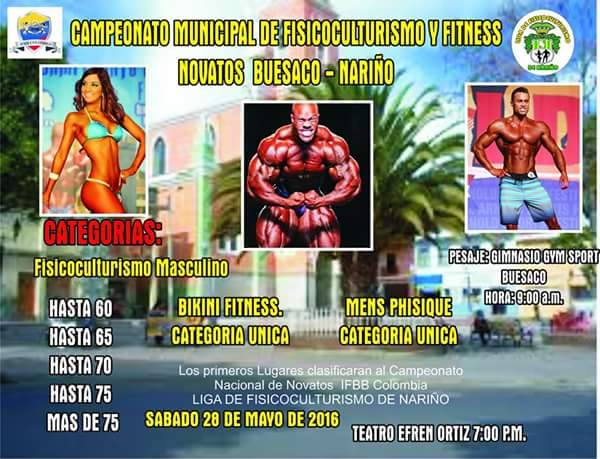 CAMPEONATO MUNICIPAL DE FISICOCULTURISMO Y FITNESS
NOVATOS BUESACO - NARIÑO
CATEGORIAS:
Fisicoculturismo Masculino
HASTA 60
HASTA 65
HASTA 70
HASTA 75
MAS DE 75
BIKINI FITNESS.
CATEGORIA UNICA
MENS PHISIQUE
CATEGORIA UNICA
PESAJE: GIMNASIO GYM SPORT
BUESACO
HORA: 9:00 a.m.
Los primeros Lugares clasificaran al Campeonato
Nacional de Novatos IFBB Colombia
LIGA DE FISICOCULTURISMO DE NARIÑO
SABADO 28 DE MAYO DE 2016
TEATRO EFREN ORTIZ 7:00 P.M.